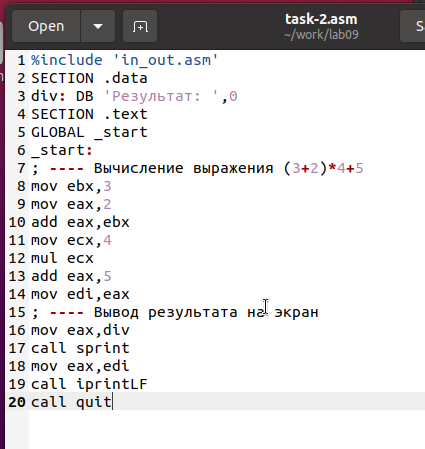 Open
task-2.asm
~/work/lab09
1 %include 'in_out.asm'
2 SECTION .data
3 div: DB 'Результат: ',0
4 SECTION .text
5 GLOBAL _start
6 _start:
7 ; ---- Вычисление выражения (3+2)*4+5
8 mov ebx,3
9 mov eax,2
10 add eax,ebx
11 mov ecx,4
12 mul ecx
13 add eax,5
14 mov edi,eax
15 ; ---- Вывод результата на экран
16 mov eax,div
17 call sprint
18 mov eax,edi
19 call iprintLF
20 call quit